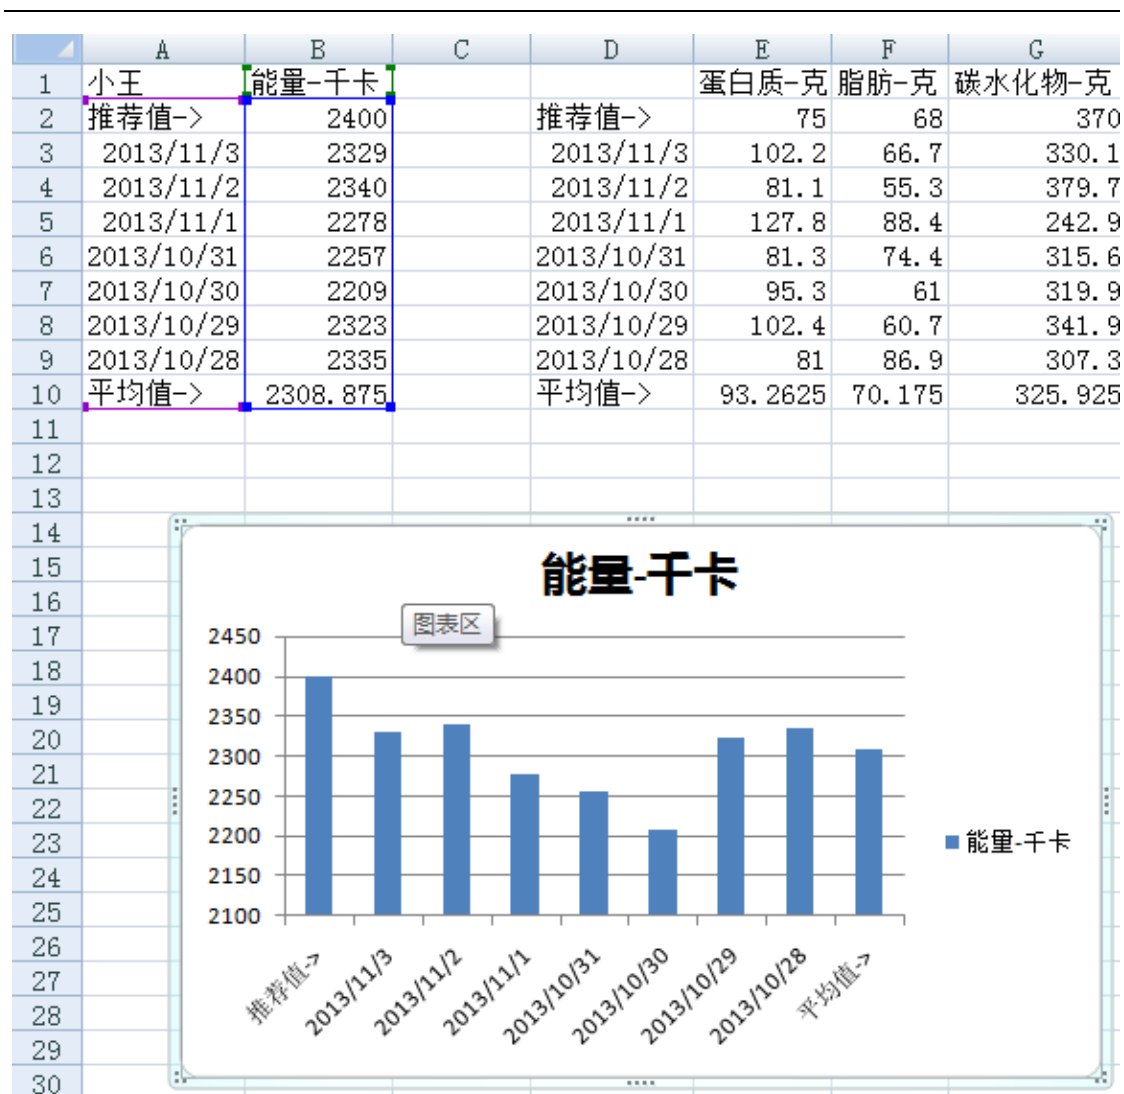 A B C D E F G
1 小王 能量-千卡 蛋白质-克 脂肪-克 碳水化物-克
2 推荐值-> 2400 推荐值-> 75 68 370
3 2013/11/3 2329 2013/11/3 102.2 66.7 330.1
4 2013/11/2 2340 2013/11/2 81.1 55.3 379.7
5 2013/11/1 2278 2013/11/1 127.8 88.4 242.9
6 2013/10/31 2257 2013/10/31 81.3 74.4 315.6
7 2013/10/30 2209 2013/10/30 95.3 61 319.9
8 2013/10/29 2323 2013/10/29 102.4 60.7 341.9
9 2013/10/28 2335 2013/10/28 81 86.9 307.3
10 平均值-> 2308.875 平均值-> 93.2625 70.175 325.925
11
12
13
14
15 能量-千卡
16
图表区
17 2450
18 2400
19 2350
20 2300
21
22 2250
23 2200 能量-千卡
24 2150
25 2100
26
27
28
29
30
推荐值-> 2013/11/3 2013/11/2 2013/11/1 2013/10/31 2013/10/30 2013/10/29 2013/10/28 平均值->